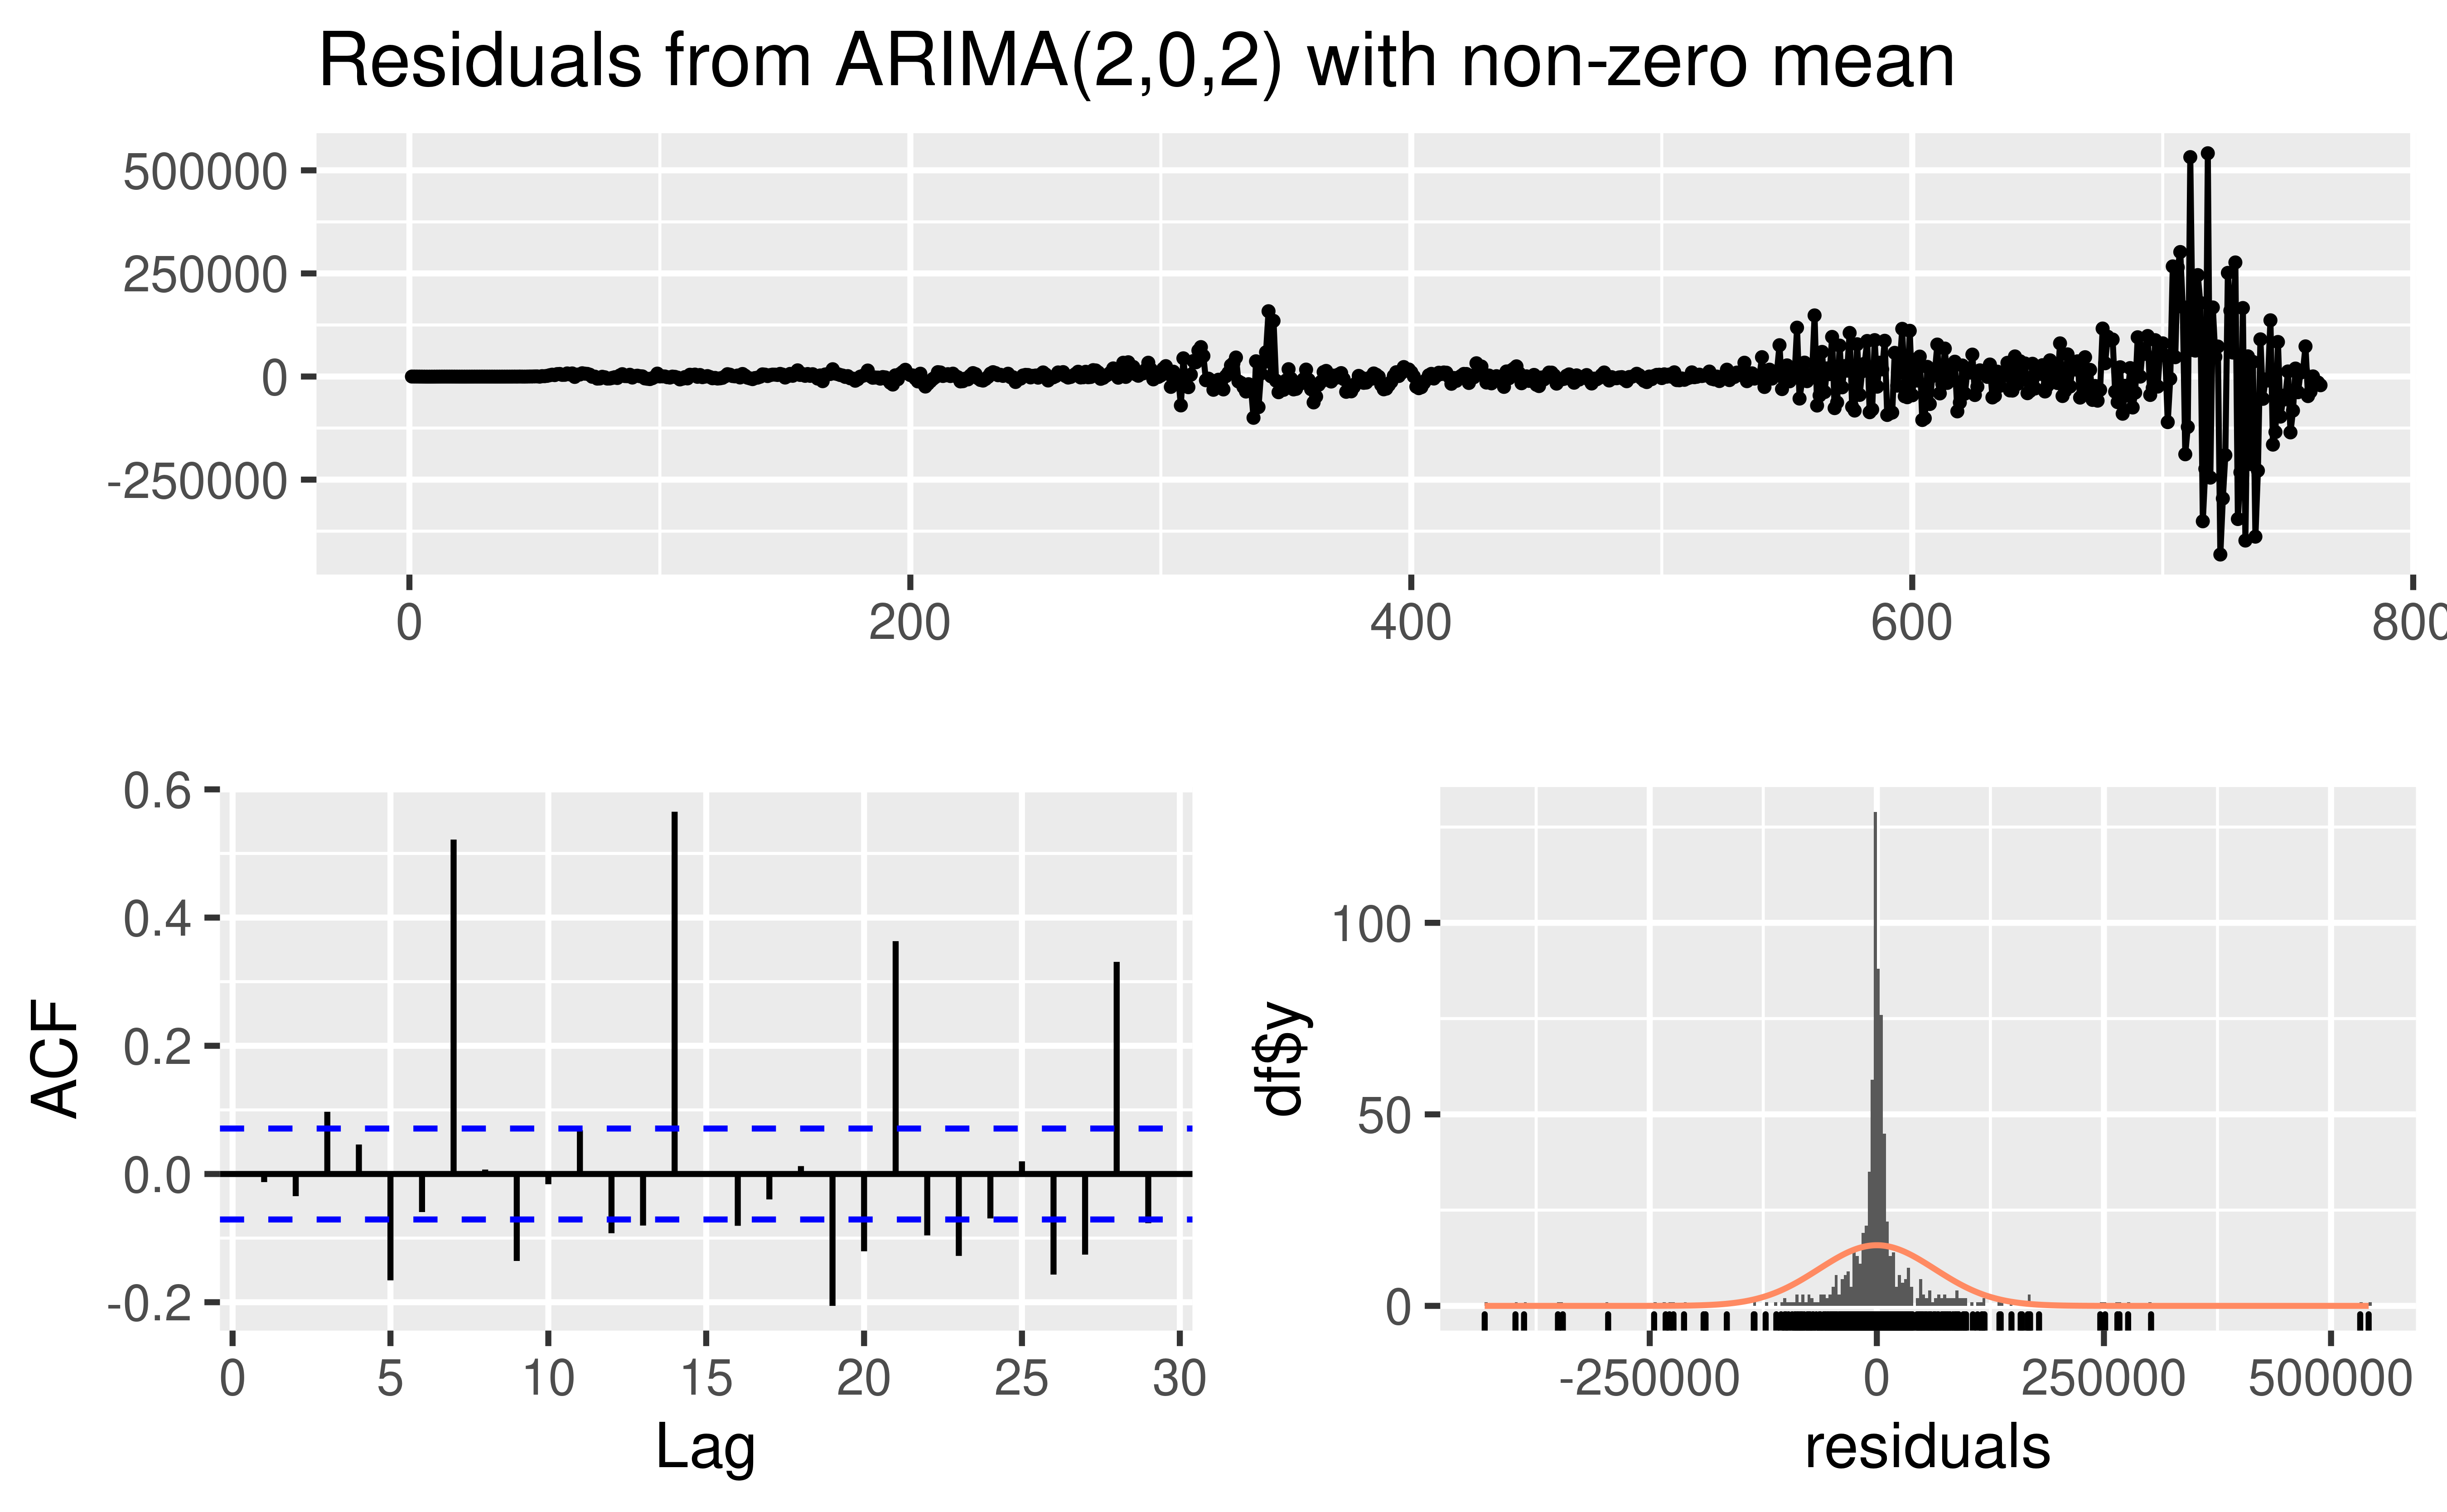 Residuals from ARIMA(2,0,2) with non-zero mean
500000
250000
0
-250000
0 200 400 600 800
0.6
0.4
0.2
0.0
-0.2
ACF
0 5 10 15 20 25 30
Lag
100
50
0
df$y
-250000 0 250000 500000
residuals